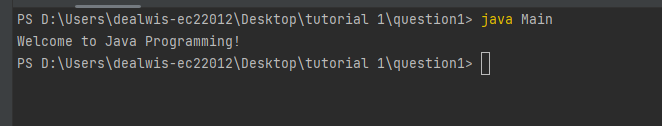 PS D:\Users\dealwis-ec22012\Desktop\tutorial 1\question1> java Main
Welcome to Java Programming!
PS D:\Users\dealwis-ec22012\Desktop\tutorial 1\question1>